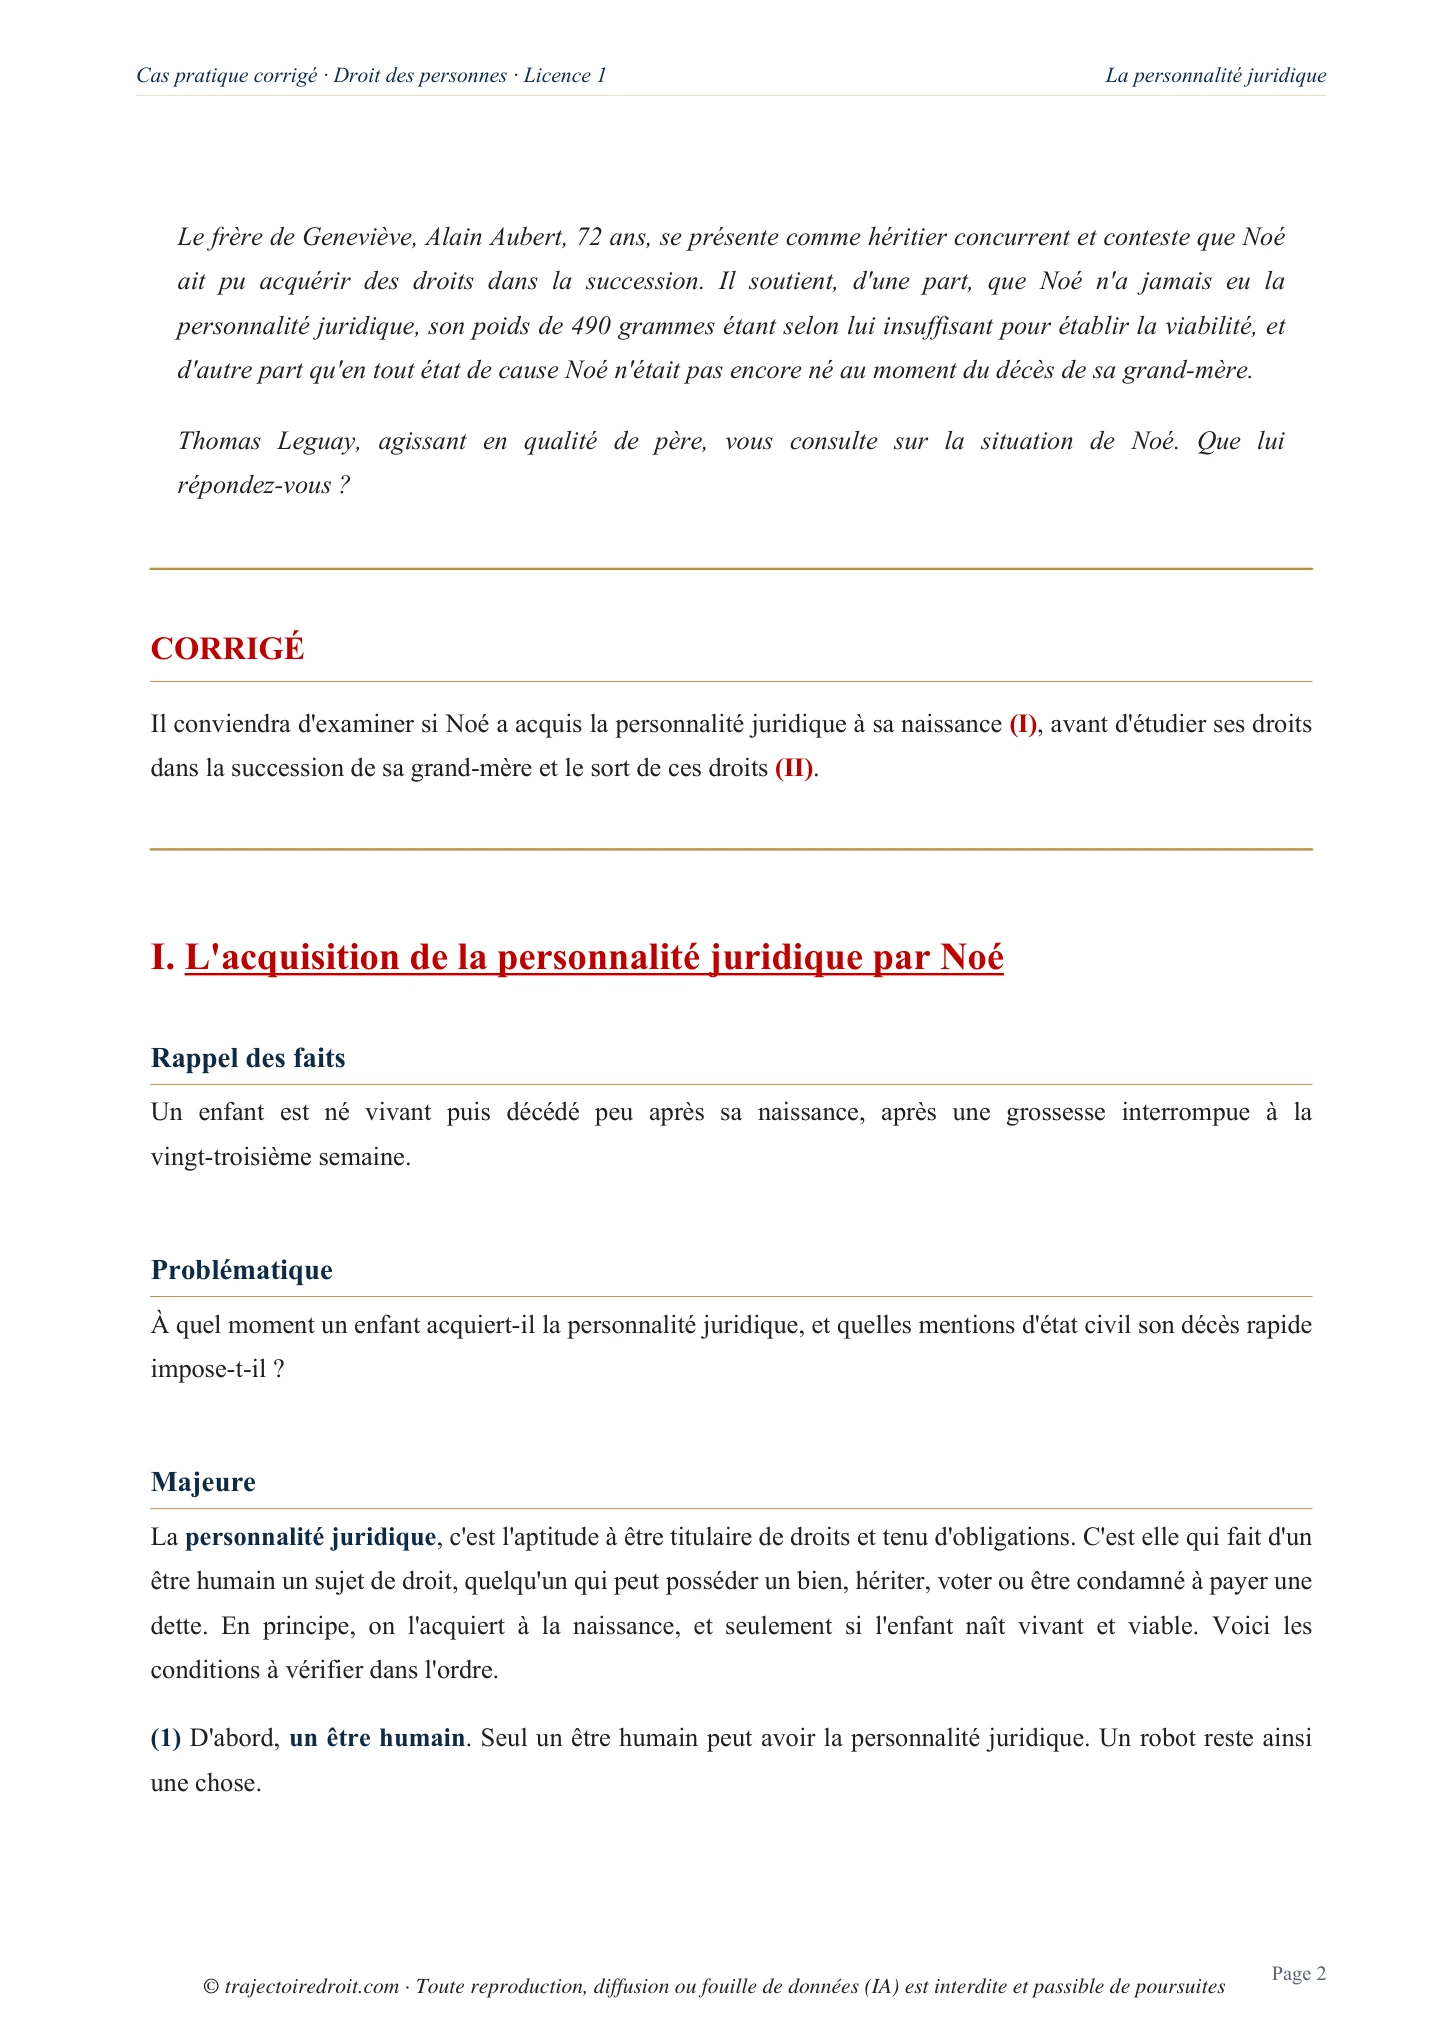 Cas pratique corrigé · Droit des personnes · Licence 1
La personnalité juridique
Le frère de Geneviève, Alain Aubert, 72 ans, se présente comme héritier concurrent et conteste que Noé
ait pu acquérir des droits dans la succession. Il soutient, d'une part, que Noé n'a jamais eu la
personnalité juridique, son poids de 490 grammes étant selon lui insuffisant pour établir la viabilité, et
d'autre part qu'en tout état de cause Noé n'était pas encore né au moment du décès de sa grand-mère.
Thomas Leguay, agissant en qualité de père, vous consulte sur la situation de Noé. Que lui
répondez-vous ?
CORRIGÉ
Il conviendra d'examiner si Noé a acquis la personnalité juridique à sa naissance (I), avant d'étudier ses droits
dans la succession de sa grand-mère et le sort de ces droits (II).
I. L'acquisition de la personnalité juridique par Noé
Rappel des faits
Un enfant est né vivant puis décédé peu après sa naissance, après une grossesse interrompue à la
vingt-troisième semaine.
Problématique
À quel moment un enfant acquiert-il la personnalité juridique, et quelles mentions d'état civil son décès rapide
impose-t-il ?
Majeure
La personnalité juridique, c'est l'aptitude à être titulaire de droits et tenu d'obligations. C'est elle qui fait d'un
être humain un sujet de droit, quelqu'un qui peut posséder un bien, hériter, voter ou être condamné à payer une
dette. En principe, on l'acquiert à la naissance, et seulement si l'enfant naît vivant et viable. Voici les
conditions à vérifier dans l'ordre.
(1) D'abord, un être humain. Seul un être humain peut avoir la personnalité juridique. Un robot reste ainsi
une chose.
© trajectoiredroit.com · Toute reproduction, diffusion ou fouille de données (IA) est interdite et passible de poursuites
Page 2